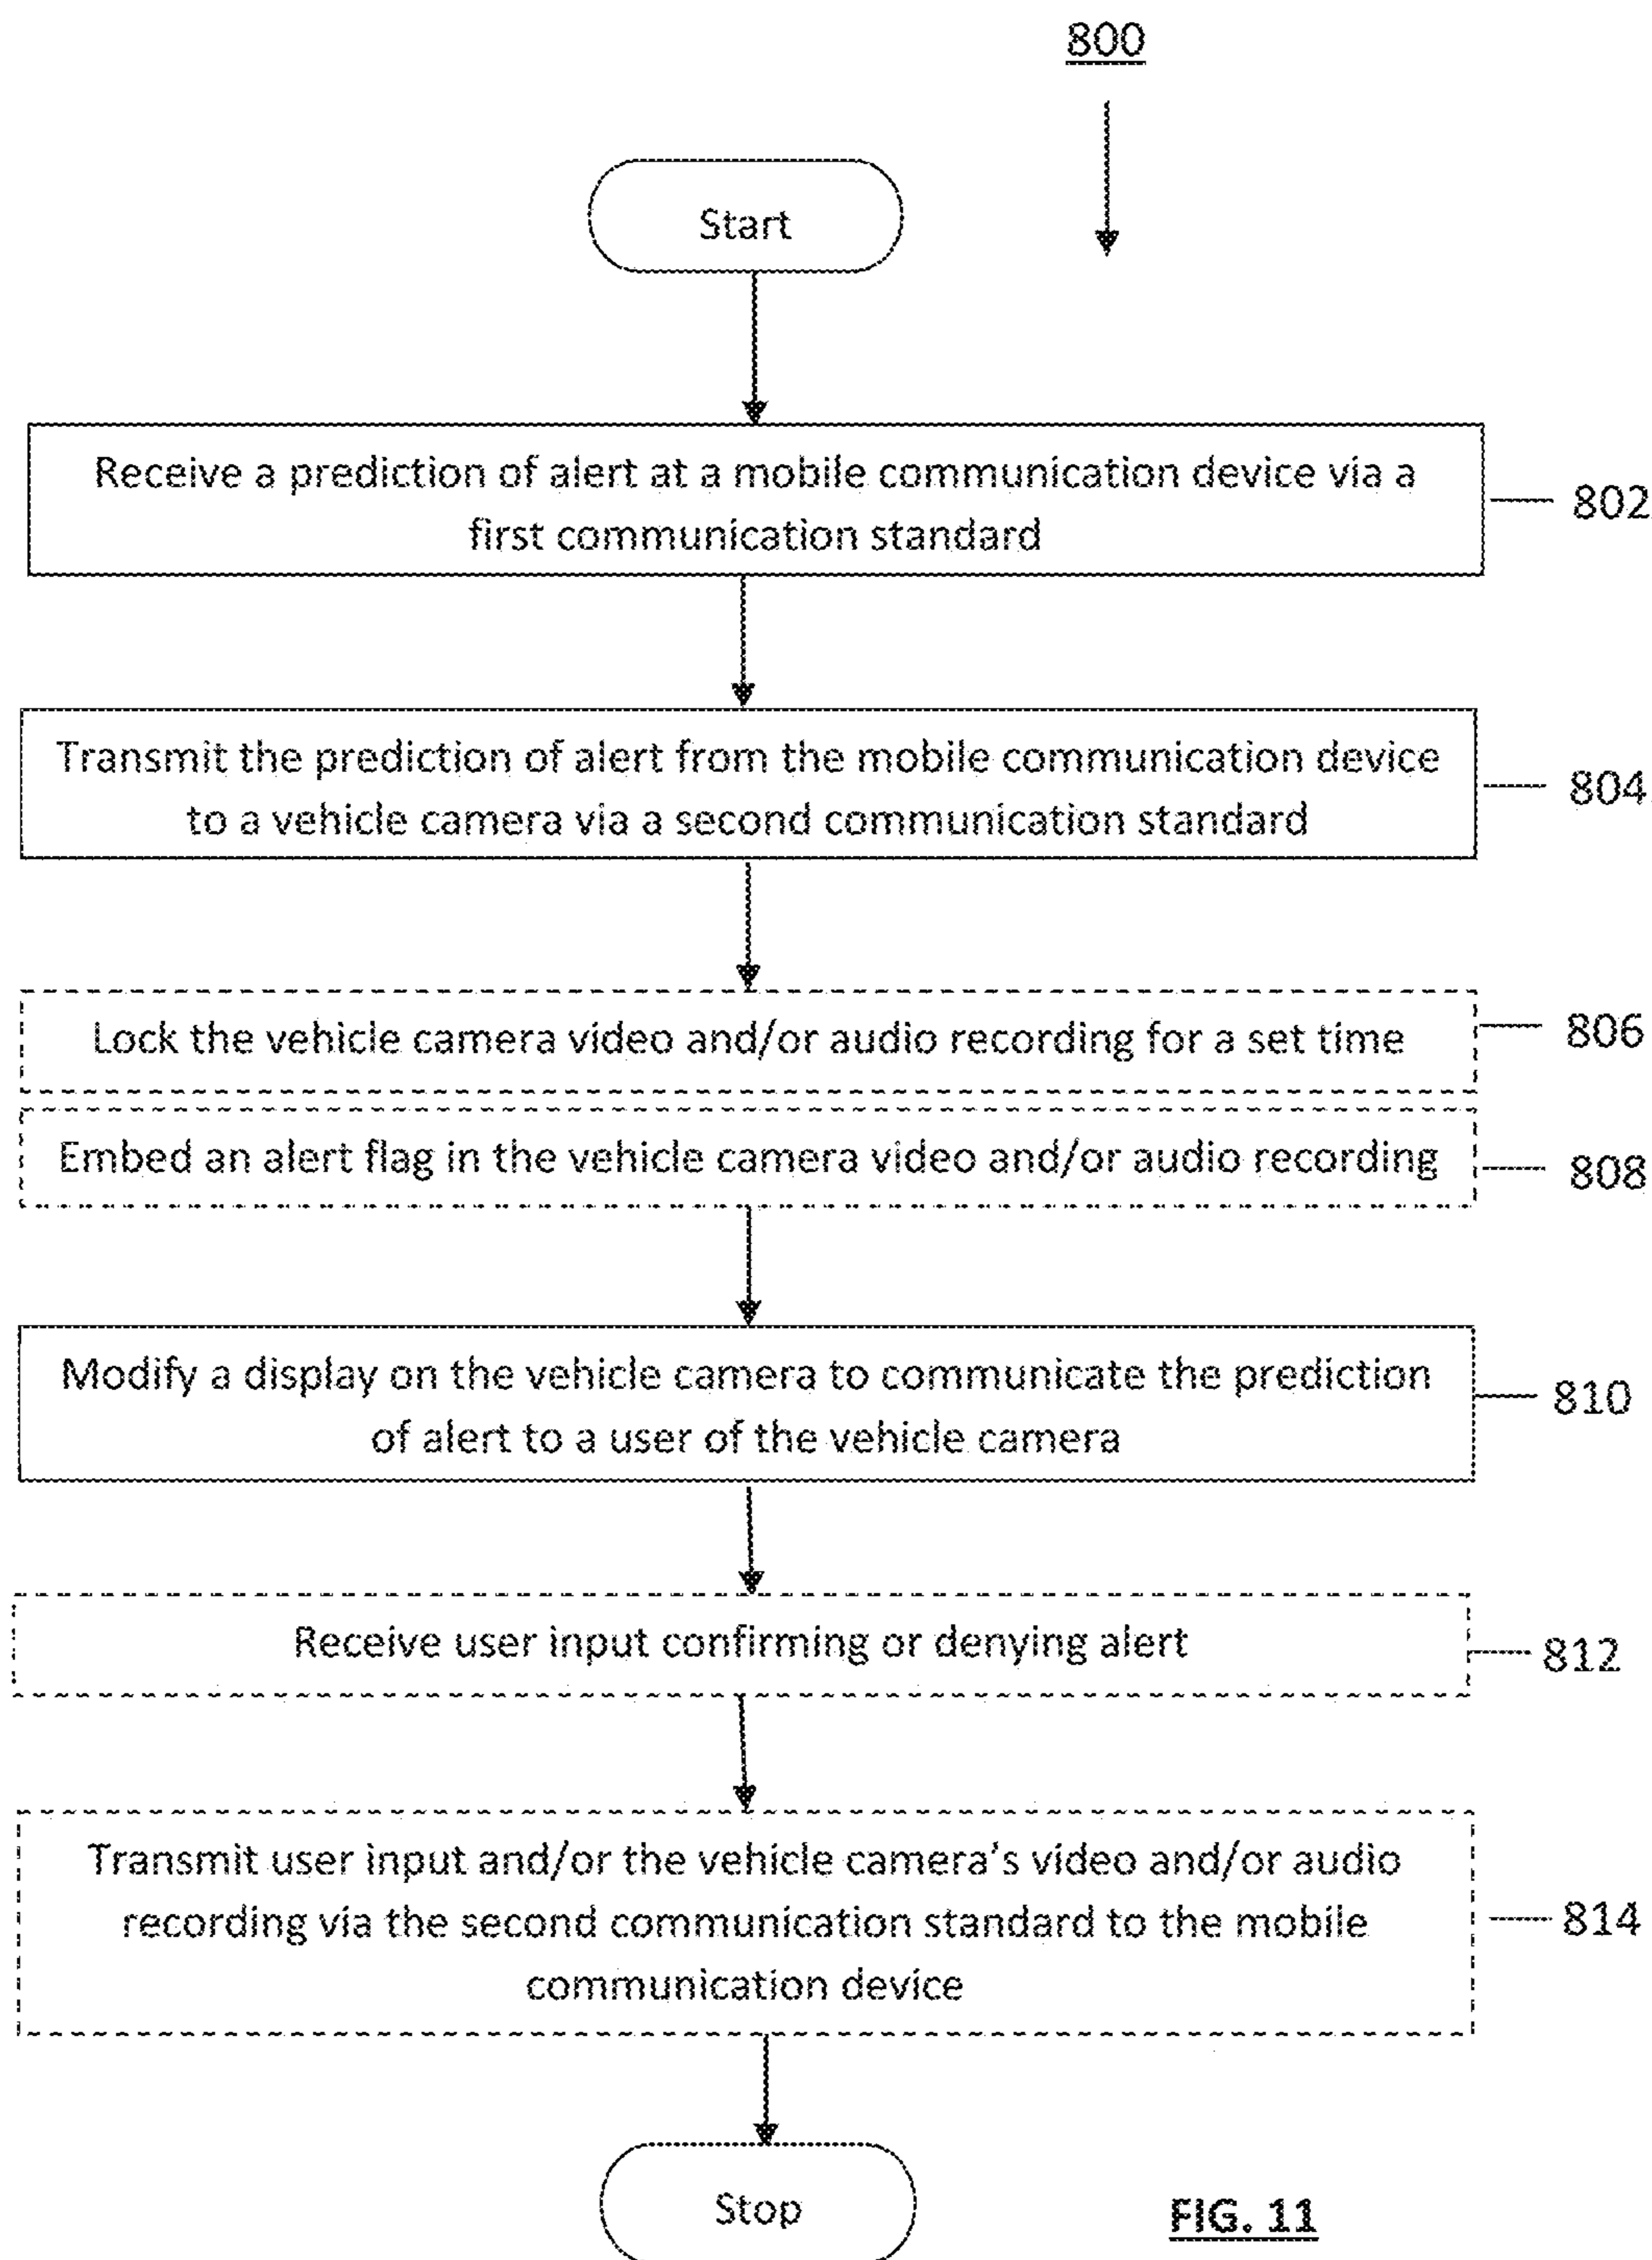 800
Start
Receive a prediction of alert at a mobile communication device via a
first communication standard
802
Transmit the prediction of alert from the mobile communication device
to a vehicle camera via a second communication standard
804
Lock the vehicle camera video and/or audio recording for a set time
806
Embed an alert flag in the vehicle camera video and/or audio recording
808
Modify a display on the vehicle camera to communicate the prediction
of alert to a user of the vehicle camera
810
Receive user input confirming or denying alert
812
Transmit user input and/or the vehicle camera's video and/or audio
recording via the second communication standard to the mobile
communication device
814
Stop
FIG. 11